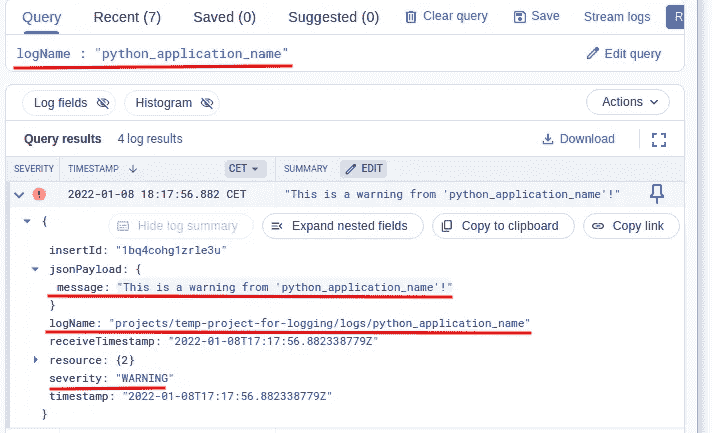 Query Recent (7) Saved (0) Suggested (0) Clear query Save Stream logs R
logName : "python_application_name" Edit query
Log fields Histogram Actions
Query results 4 log results Download
SEVERITY TIMESTAMP CET SUMMARY EDIT
2022-01-08 18:17:56.882 CET "This is a warning from 'python_application_name'!"
{ Hide log summary Expand nested fields Copy to clipboard Copy link
insertId: "1bq4cohg1zrle3u"
jsonPayload: {
message: "This is a warning from 'python_application_name'!"
}
logName: "projects/temp-project-for-logging/logs/python_application_name"
receiveTimestamp: "2022-01-08T17:17:56.882338779Z"
resource: {2}
severity: "WARNING"
timestamp: "2022-01-08T17:17:56.882338779Z"
}